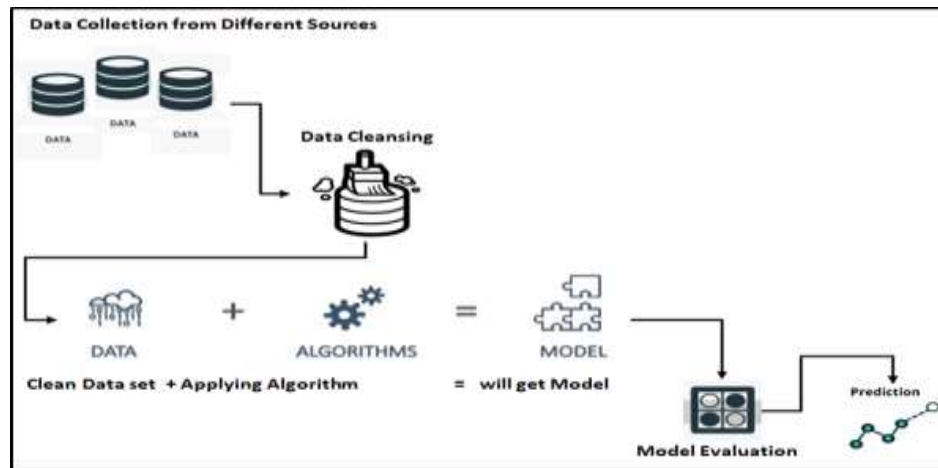 Data Collection from Different Sources
DATA
DATA
DATA
Data Cleansing
+
=
DATA
ALGORITHMS
MODEL
Clean Data set + Applying Algorithm = will get Model
Prediction
Model Evaluation